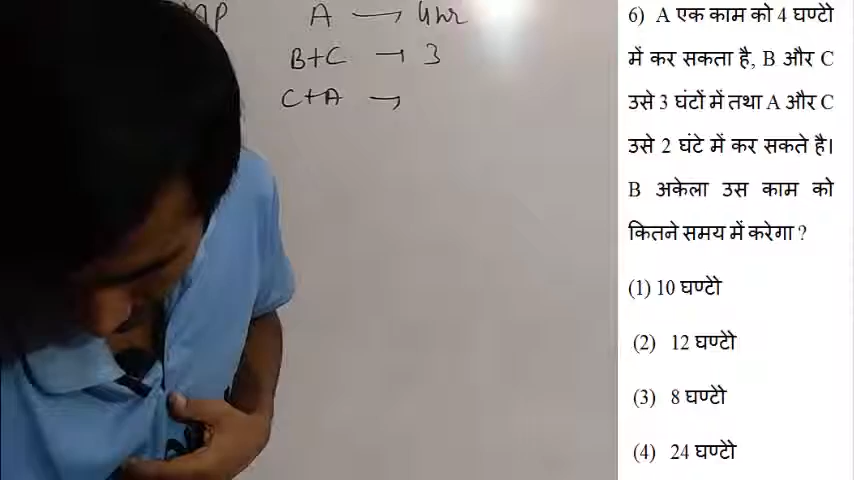 AP A → 4hr
B+C → 3
C+A →
6) A एक काम को 4 घण्टो
में कर सकता है, B और C
उसे 3 घंटों में तथा A और C
उसे 2 घंटे में कर सकते है।
B अकेला उस काम को
कितने समय में करेगा ?
(1) 10 घण्टो
(2) 12 घण्टो
(3) 8 घण्टो
(4) 24 घण्टो